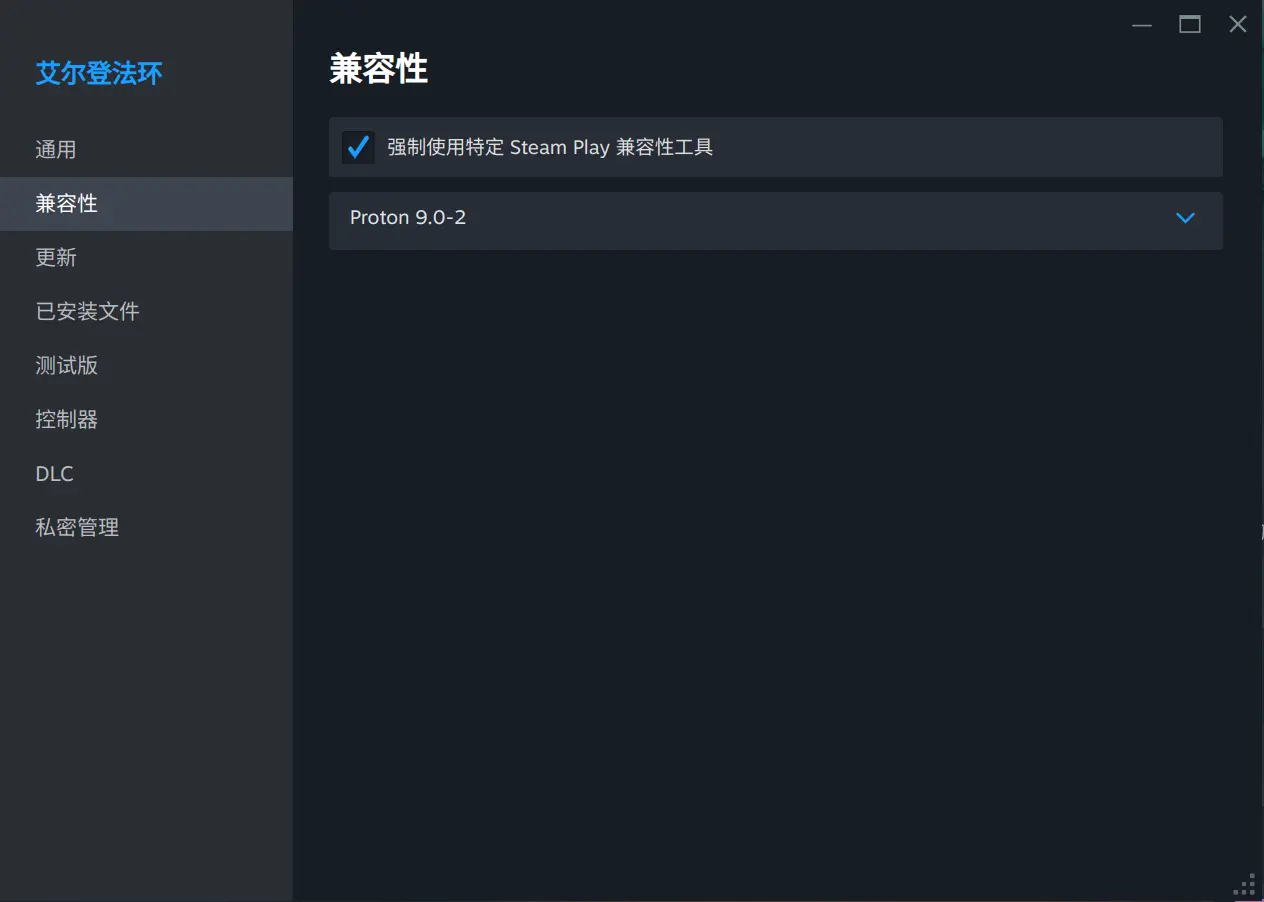 艾尔登法环
通用
兼容性
更新
已安装文件
测试版
控制器
DLC
私密管理
兼容性
强制使用特定 Steam Play 兼容性工具
Proton 9.0-2